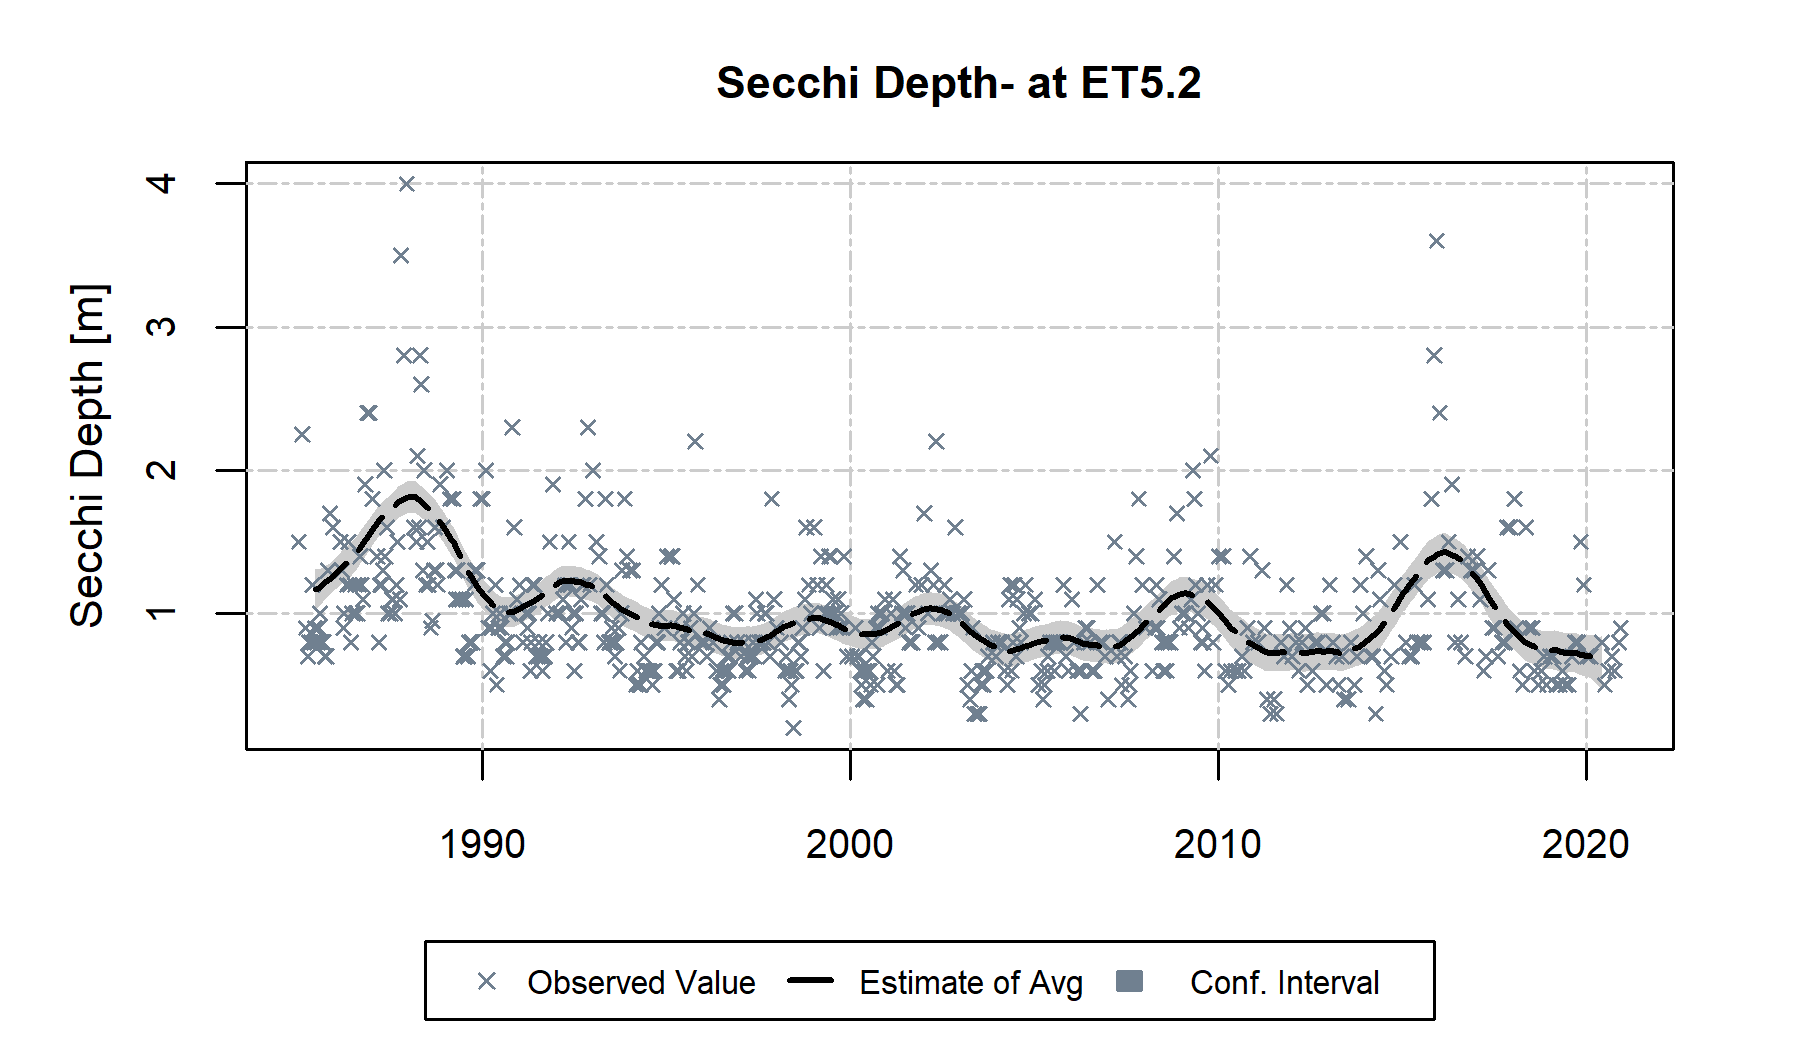 Secchi Depth- at ET5.2
Secchi Depth [m]
4
3
2
1
1990 2000 2010 2020
Observed Value Estimate of Avg Conf. Interval